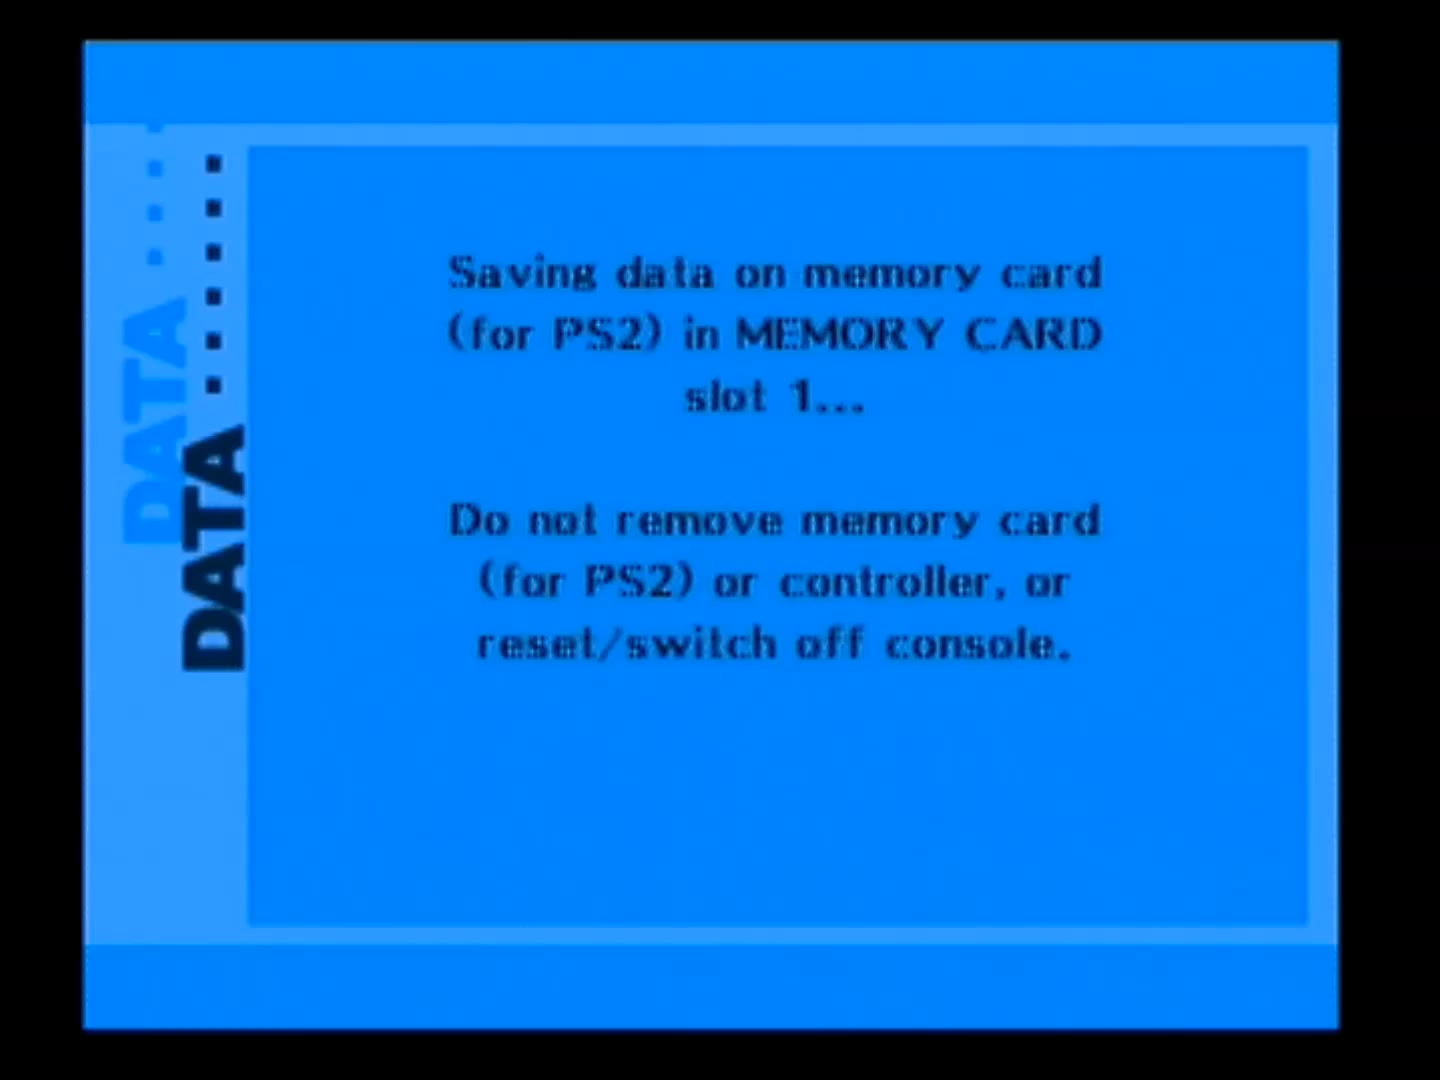 DATA
DATA
Saving data on memory card
(for PS2) in MEMORY CARD
slot 1...
Do not remove memory card
(for PS2) or controller, or
reset/switch off console.